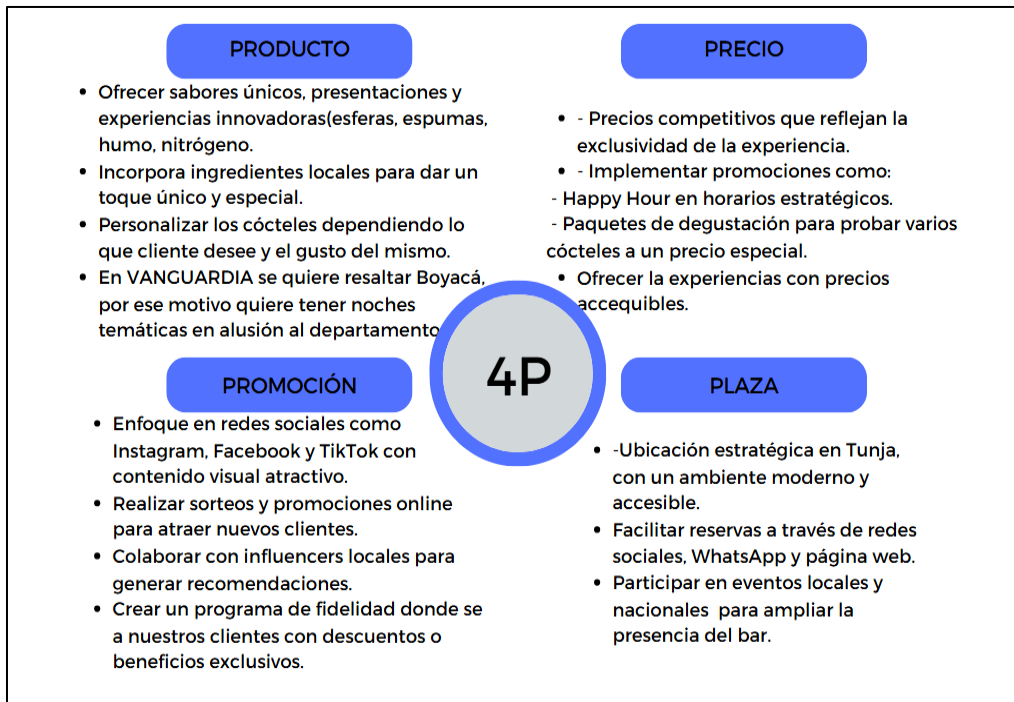 PRODUCTO
• Ofrecer sabores únicos, presentaciones y
experiencias innovadoras(esferas, espumas,
humo, nitrógeno.
• Incorpora ingredientes locales para dar un
toque único y especial.
• Personalizar los cócteles dependiendo lo
que cliente desee y el gusto del mismo.
• En VANGUARDIA se quiere resaltar Boyacá,
por ese motivo quiere tener noches
temáticas en alusión al departamento
PRECIO
• - Precios competitivos que reflejan la
exclusividad de la experiencia.
• - Implementar promociones como:
- Happy Hour en horarios estratégicos.
- Paquetes de degustación para probar varios
cócteles a un precio especial.
• Ofrecer la experiencias con precios
accequibles.
4P
PROMOCIÓN
• Enfoque en redes sociales como
Instagram, Facebook y TikTok con
contenido visual atractivo.
• Realizar sorteos y promociones online
para atraer nuevos clientes.
• Colaborar con influencers locales para
generar recomendaciones.
• Crear un programa de fidelidad donde se
a nuestros clientes con descuentos o
beneficios exclusivos.
PLAZA
• -Ubicación estratégica en Tunja,
con un ambiente moderno y
accesible.
• Facilitar reservas a través de redes
sociales, WhatsApp y página web.
• Participar en eventos locales y
nacionales para ampliar la
presencia del bar.